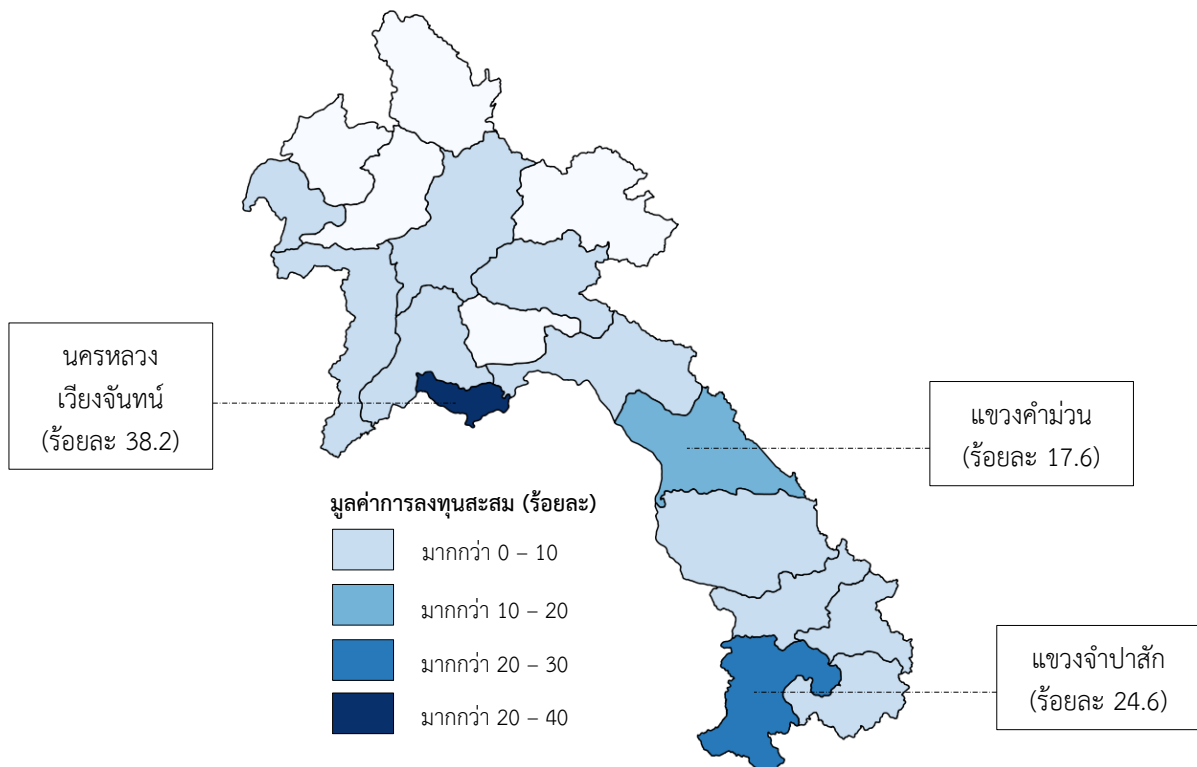 นครหลวง
เวียงจันทน์
(ร้อยละ 38.2)
แขวงคำม่วน
(ร้อยละ 17.6)
มูลค่าการลงทุนสะสม (ร้อยละ)
มากกว่า 0 – 10
มากกว่า 10 – 20
มากกว่า 20 – 30
มากกว่า 20 – 40
แขวงจำปาสัก
(ร้อยละ 24.6)